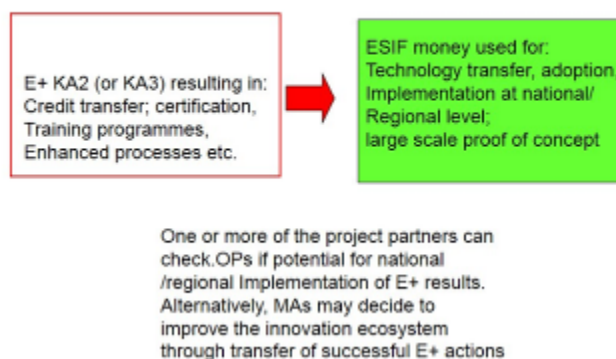 E+ KA2 (or KA3) resulting in:
Credit transfer; certification,
Training programmes,
Enhanced processes etc.
ESIF money used for:
Technology transfer, adoption,
Implementation at national/
Regional level;
large scale proof of concept
One or more of the project partners can
check.OPs if potential for national
/regional Implementation of E+ results.
Alternatively, MAs may decide to
improve the innovation ecosystem
through transfer of successful E+ actions